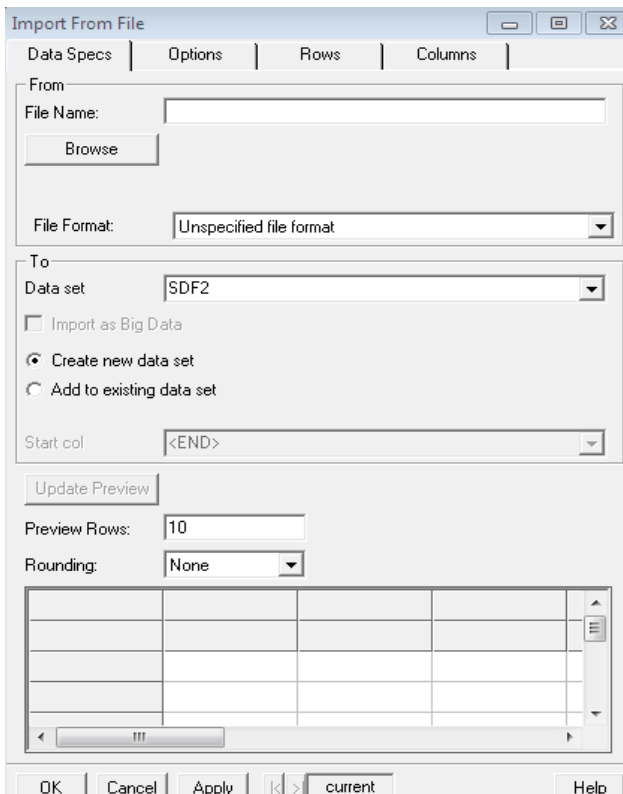 Import From File
Data Specs Options Rows Columns
From
File Name:
Browse
File Format: Unspecified file format
To
Data set SDF2
Import as Big Data
Create new data set
Add to existing data set
Start col <END>
Update Preview
Preview Rows: 10
Rounding: None
OK Cancel Apply |< >| current Help